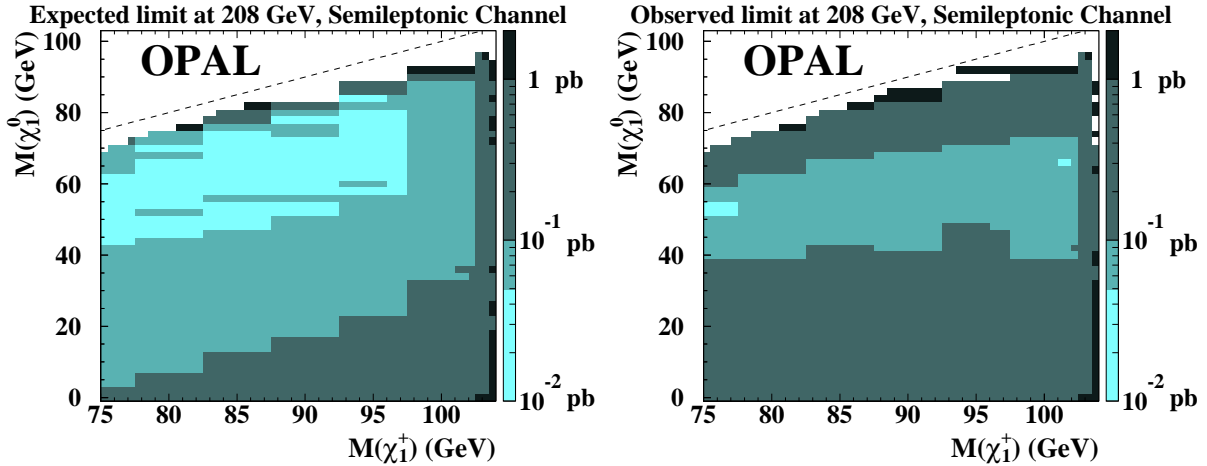 Expected limit at 208 GeV, Semileptonic Channel
OPAL
M(χ₁⁰) (GeV)
100
80
60
40
20
0
75 80 85 90 95 100
M(χ₁⁺) (GeV)
1 pb
10⁻¹ pb
10⁻² pb
Observed limit at 208 GeV, Semileptonic Channel
OPAL
M(χ₁⁰) (GeV)
100
80
60
40
20
0
75 80 85 90 95 100
M(χ₁⁺) (GeV)
1 pb
10⁻¹ pb
10⁻² pb